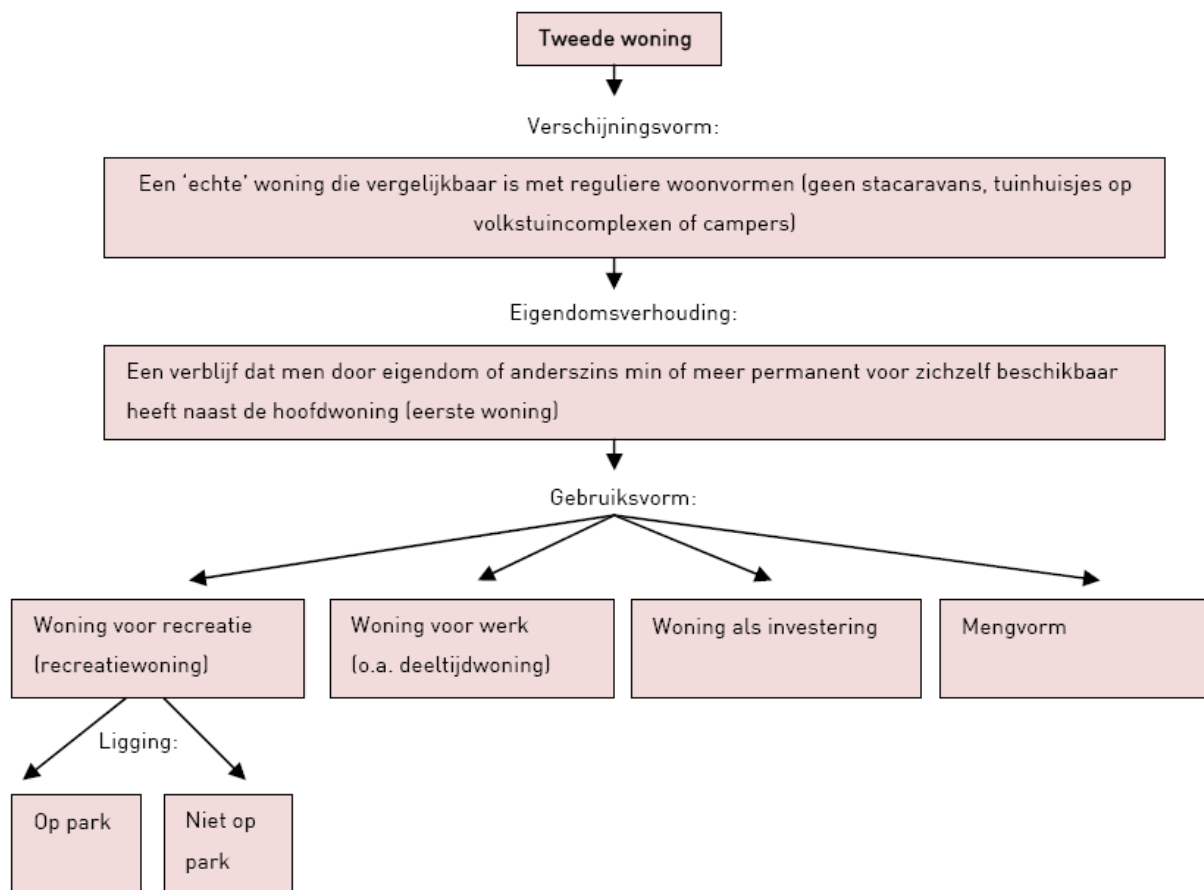 Tweede woning
Verschijningsvorm:
Een ‘echte’ woning die vergelijkbaar is met reguliere woonvormen (geen stacaravans, tuinhuisjes op
volkstuincomplexen of campers)
Eigendomsverhouding:
Een verblijf dat men door eigendom of anderszins min of meer permanent voor zichzelf beschikbaar
heeft naast de hoofdwoning (eerste woning)
Gebruiksvorm:
Woning voor recreatie
(recreatiewoning)
Woning voor werk
(o.a. deeltijdwoning)
Woning als investering
Mengvorm
Ligging:
Op park
Niet op
park